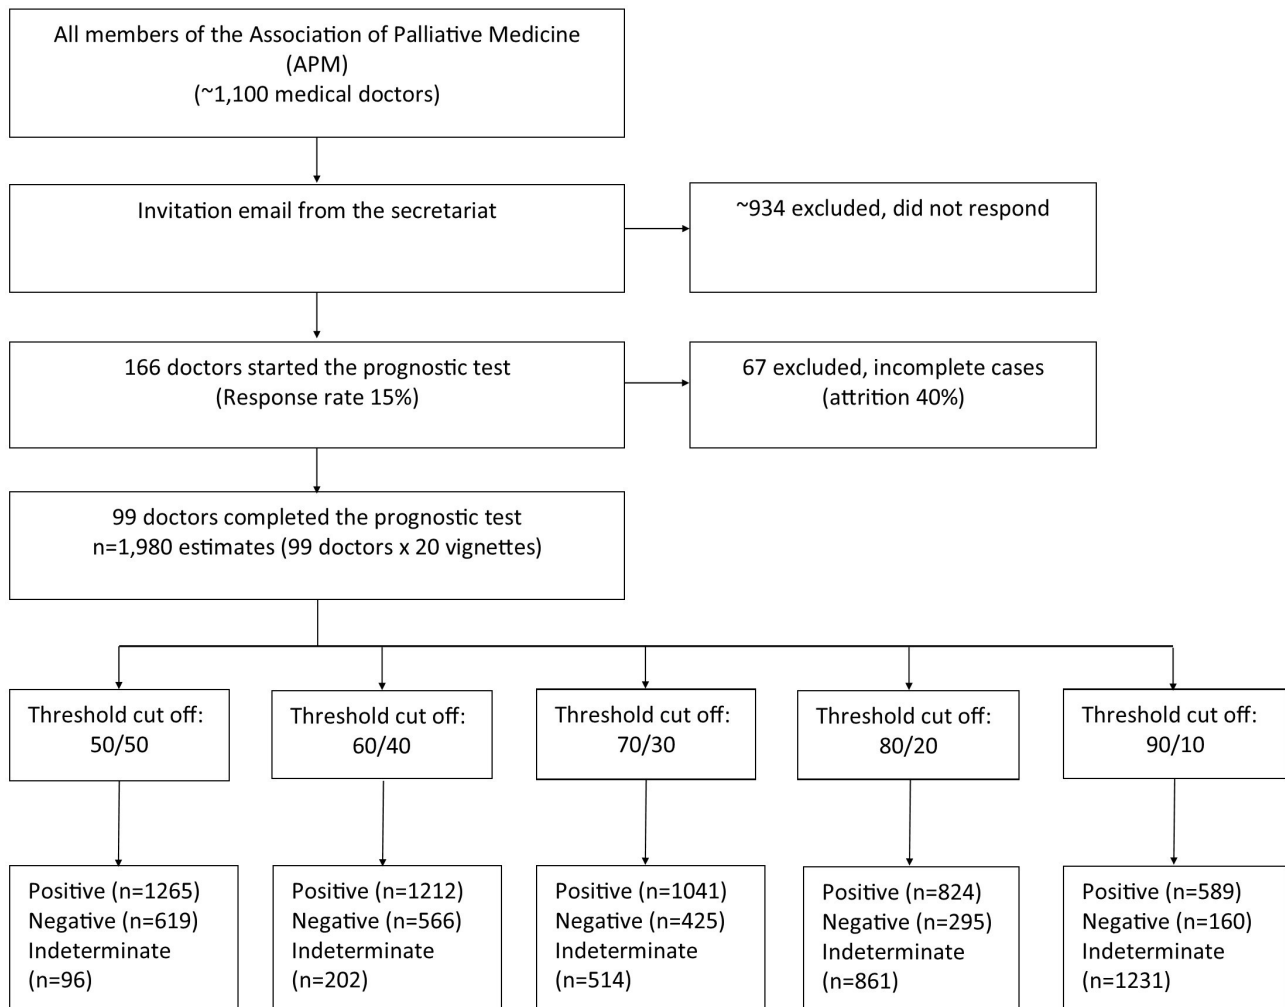 All members of the Association of Palliative Medicine
(APM)
(~1,100 medical doctors)
Invitation email from the secretariat
~934 excluded, did not respond
166 doctors started the prognostic test
(Response rate 15%)
67 excluded, incomplete cases
(attrition 40%)
99 doctors completed the prognostic test
n=1,980 estimates (99 doctors x 20 vignettes)
Threshold cut off:
50/50
Threshold cut off:
60/40
Threshold cut off:
70/30
Threshold cut off:
80/20
Threshold cut off:
90/10
Positive (n=1265)
Negative (n=619)
Indeterminate
(n=96)
Positive (n=1212)
Negative (n=566)
Indeterminate
(n=202)
Positive (n=1041)
Negative (n=425)
Indeterminate
(n=514)
Positive (n=824)
Negative (n=295)
Indeterminate
(n=861)
Positive (n=589)
Negative (n=160)
Indeterminate
(n=1231)